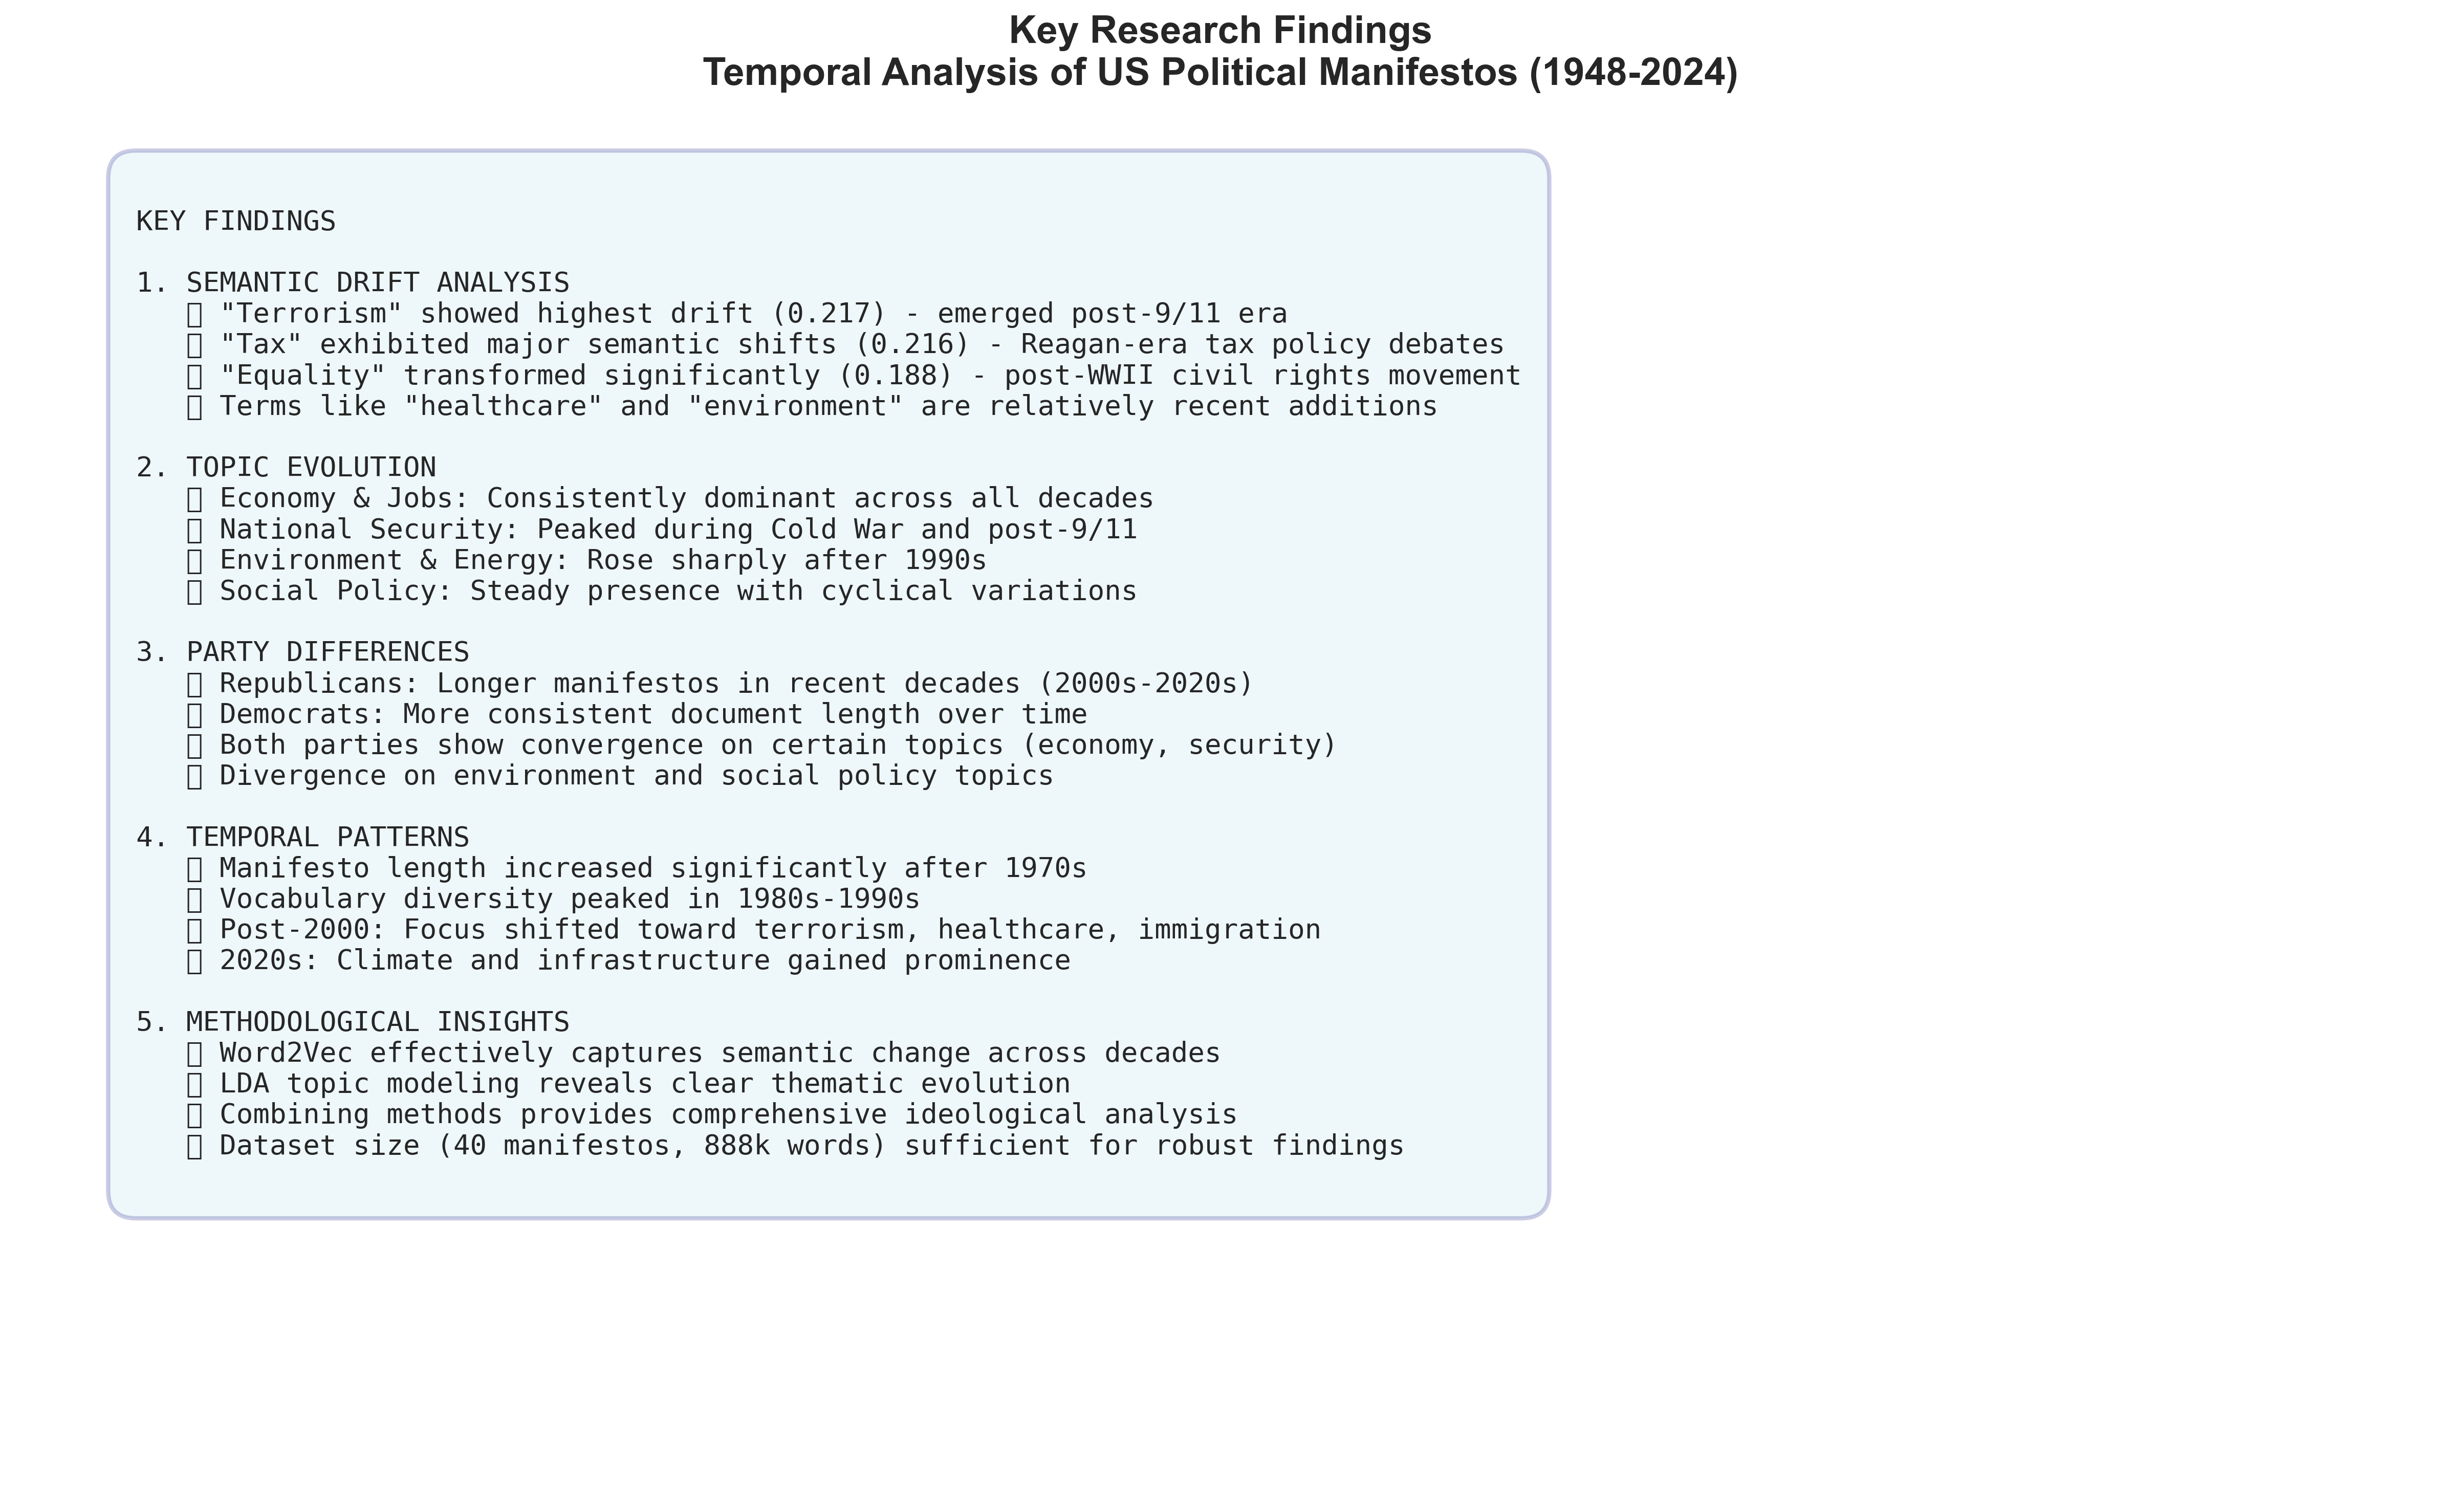 Key Research Findings
Temporal Analysis of US Political Manifestos (1948-2024)
KEY FINDINGS
1. SEMANTIC DRIFT ANALYSIS
▯ "Terrorism" showed highest drift (0.217) - emerged post-9/11 era
▯ "Tax" exhibited major semantic shifts (0.216) - Reagan-era tax policy debates
▯ "Equality" transformed significantly (0.188) - post-WWII civil rights movement
▯ Terms like "healthcare" and "environment" are relatively recent additions
2. TOPIC EVOLUTION
▯ Economy & Jobs: Consistently dominant across all decades
▯ National Security: Peaked during Cold War and post-9/11
▯ Environment & Energy: Rose sharply after 1990s
▯ Social Policy: Steady presence with cyclical variations
3. PARTY DIFFERENCES
▯ Republicans: Longer manifestos in recent decades (2000s-2020s)
▯ Democrats: More consistent document length over time
▯ Both parties show convergence on certain topics (economy, security)
▯ Divergence on environment and social policy topics
4. TEMPORAL PATTERNS
▯ Manifesto length increased significantly after 1970s
▯ Vocabulary diversity peaked in 1980s-1990s
▯ Post-2000: Focus shifted toward terrorism, healthcare, immigration
▯ 2020s: Climate and infrastructure gained prominence
5. METHODOLOGICAL INSIGHTS
▯ Word2Vec effectively captures semantic change across decades
▯ LDA topic modeling reveals clear thematic evolution
▯ Combining methods provides comprehensive ideological analysis
▯ Dataset size (40 manifestos, 888k words) sufficient for robust findings